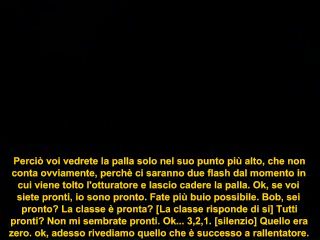 Perciò voi vedrete la palla solo nel suo punto più alto, che non
conta ovviamente, perchè ci saranno due flash dal momento in
cui viene tolto l'otturatore e lascio cadere la palla. Ok, se voi
siete pronti, io sono pronto. Fate più buio possibile. Bob, sei
pronto? La classe è pronta? [La classe risponde di sì] Tutti
pronti? Non mi sembrate pronti. Ok... 3,2,1. [silenzio] Quello era
zero. ok, adesso rivediamo quello che è successo a rallentatore.